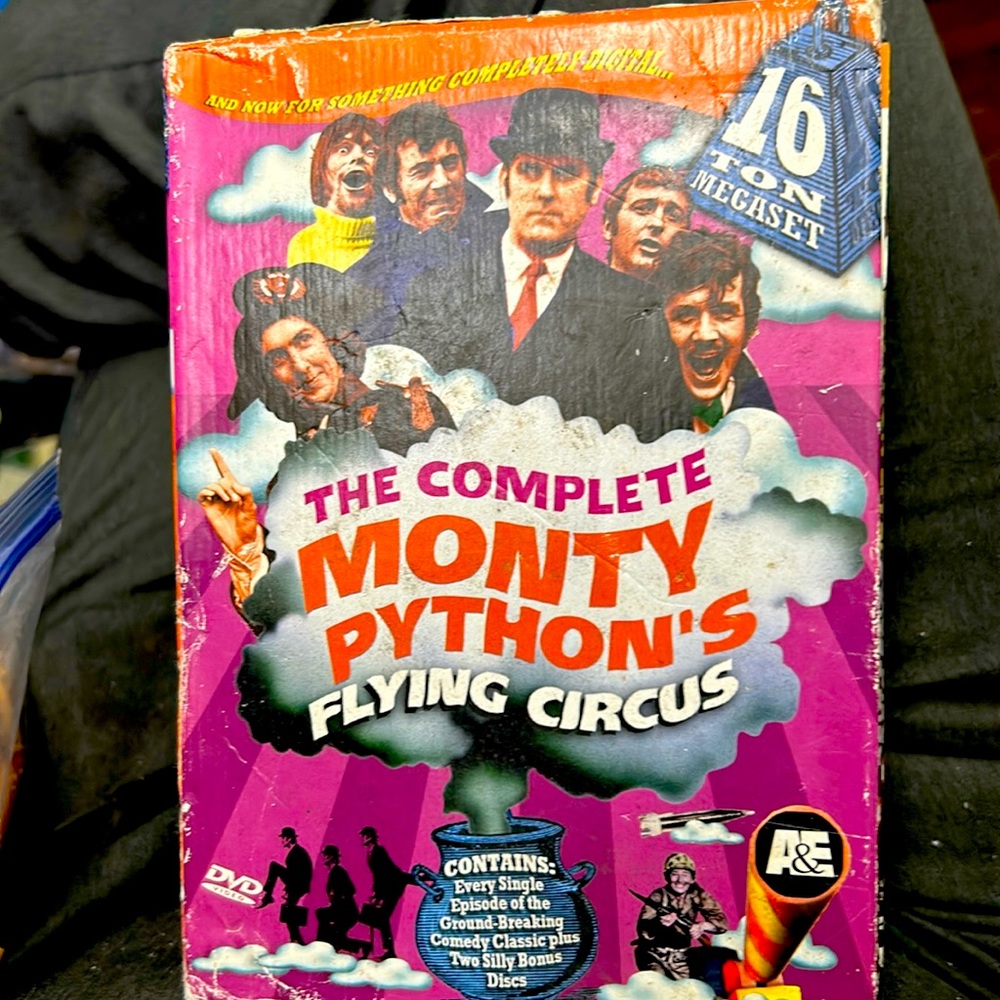 AND NOW FOR SOMETHING COMPLETELY DIGITAL...
16
TON
MEGASET
THE COMPLETE
MONTY
PYTHON'S
FLYING CIRCUS
DVD
VIDEO
CONTAINS:
Every Single
Episode of the
Ground-Breaking
Comedy Classic plus
Two Silly Bonus
Discs
A&E